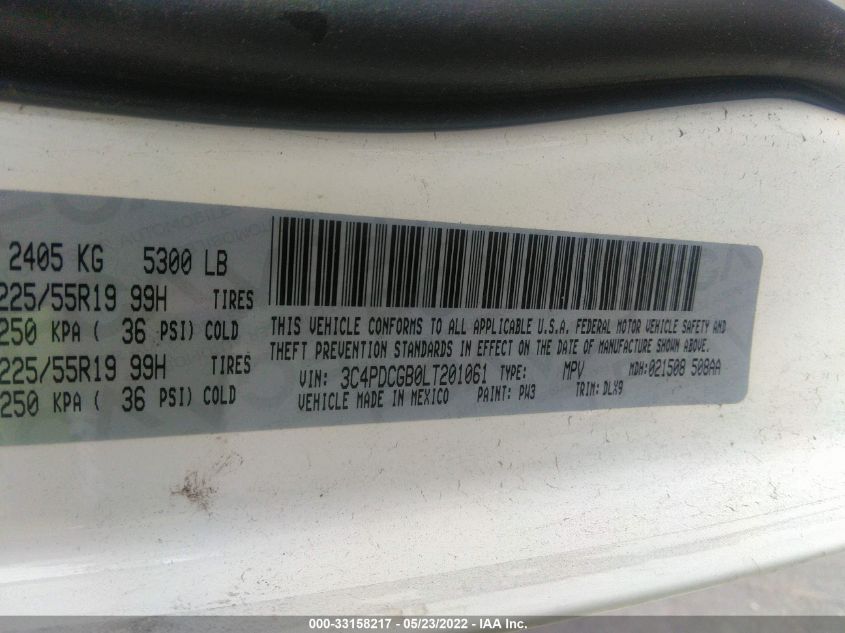 2405 KG 5300 LB
225/55R19 99H TIRES
250 KPA ( 36 PSI) COLD
225/55R19 99H TIRES
250 KPA ( 36 PSI) COLD
THIS VEHICLE CONFORMS TO ALL APPLICABLE U.S.A. FEDERAL MOTOR VEHICLE SAFETY AND
THEFT PREVENTION STANDARDS IN EFFECT ON THE DATE OF MANUFACTURE SHOWN ABOVE.
VIN: 3C4PDCGB0LT201061 TYPE: MPV MDH:021508 508AA
VEHICLE MADE IN MEXICO PAINT: PW3 TRIM: DLX9
000-33158217 - 05/23/2022 - IAA Inc.